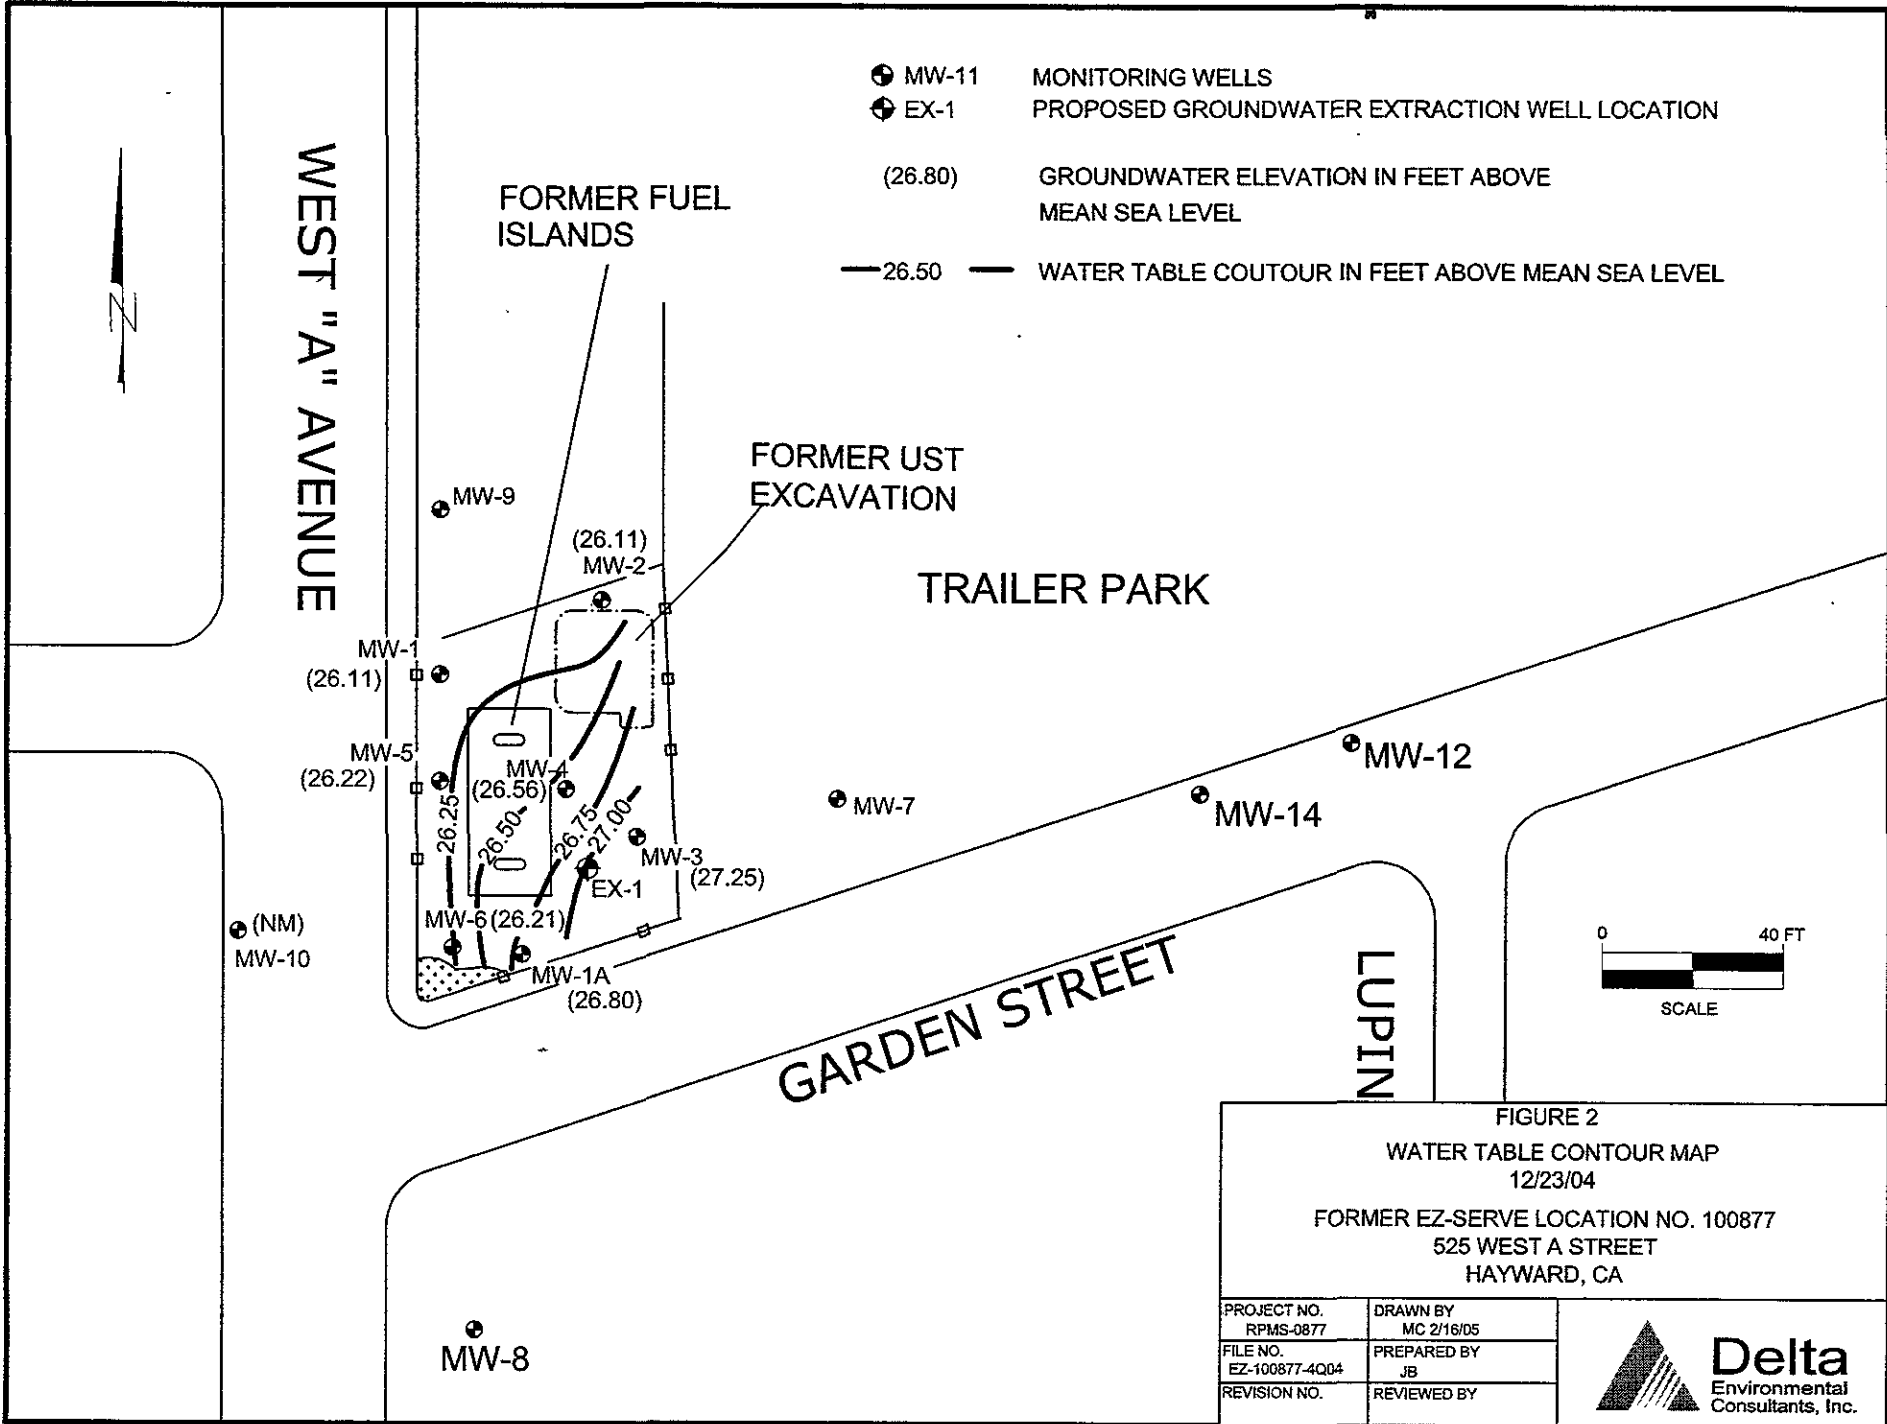 MW-11 MONITORING WELLS
EX-1 PROPOSED GROUNDWATER EXTRACTION WELL LOCATION
(26.80) GROUNDWATER ELEVATION IN FEET ABOVE
MEAN SEA LEVEL
26.50 WATER TABLE COUTOUR IN FEET ABOVE MEAN SEA LEVEL
N
WEST "A" AVENUE
FORMER FUEL
ISLANDS
FORMER UST
EXCAVATION
MW-9
(26.11)
MW-2
TRAILER PARK
MW-1
(26.11)
MW-5
(26.22)
MW-4
(26.56)
26.25
26.50
26.75
27.00
MW-3
(27.25)
EX-1
MW-6 (26.21)
MW-1A
(26.80)
(NM)
MW-10
MW-7
MW-12
MW-14
GARDEN STREET
LUPIN
0 40 FT
SCALE
MW-8
FIGURE 2
WATER TABLE CONTOUR MAP
12/23/04
FORMER EZ-SERVE LOCATION NO. 100877
525 WEST A STREET
HAYWARD, CA
PROJECT NO.
RPMS-0877
DRAWN BY
MC 2/16/05
FILE NO.
EZ-100877-4Q04
PREPARED BY
JB
REVISION NO.
REVIEWED BY
Delta
Environmental
Consultants, Inc.